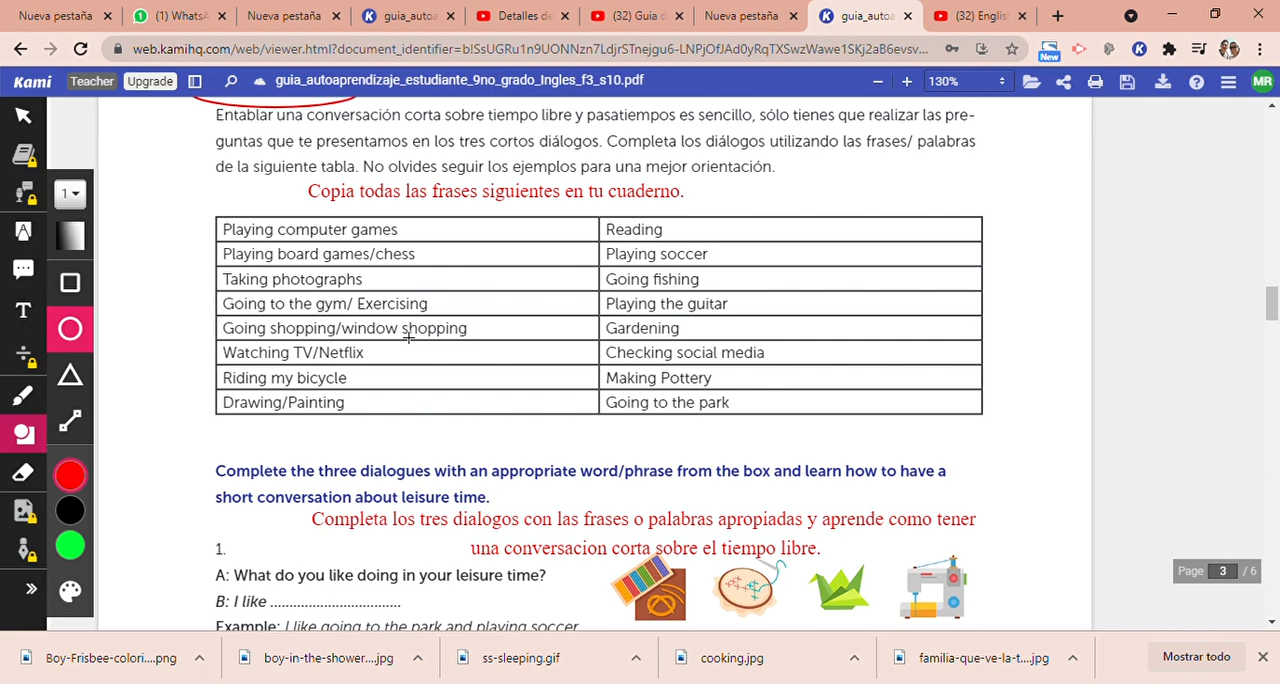 Nueva pestaña
(1) WhatsA
Nueva pestaña
guia_autoa
Detalles de
(32) Guia d
Nueva pestaña
guia_autoa
(32) Englis
web.kamihq.com/web/viewer.html?document_identifier=blSsUGRu1n9UONNzn7LdjrSTnejgu6-LNPjOfJAd0yRqTXSwzWawe1SKj2aB6evsv...
New
Kami Teacher Upgrade guia_autoaprendizaje_estudiante_9no_grado_Ingles_f3_s10.pdf 130% MR
Entablar una conversación corta sobre tiempo libre y pasatiempos es sencillo, sólo tienes que realizar las pre-
guntas que te presentamos en los tres cortos diálogos. Completa los diálogos utilizando las frases/ palabras
de la siguiente tabla. No olvides seguir los ejemplos para una mejor orientación.
Copia todas las frases siguientes en tu cuaderno.
1
Playing computer games Reading
Playing board games/chess Playing soccer
Taking photographs Going fishing
Going to the gym/ Exercising Playing the guitar
Going shopping/window shopping Gardening
Watching TV/Netflix Checking social media
Riding my bicycle Making Pottery
Drawing/Painting Going to the park
Complete the three dialogues with an appropriate word/phrase from the box and learn how to have a
short conversation about leisure time.
Completa los tres dialogos con las frases o palabras apropiadas y aprende como tener
una conversacion corta sobre el tiempo libre.
1.
A: What do you like doing in your leisure time?
B: I like ..................................
Example: I like going to the park and playing soccer
Page 3 / 6
Boy-Frisbee-colori....png
boy-in-the-shower...jpg
ss-sleeping.gif
cooking.jpg
familia-que-ve-la-t...jpg
Mostrar todo